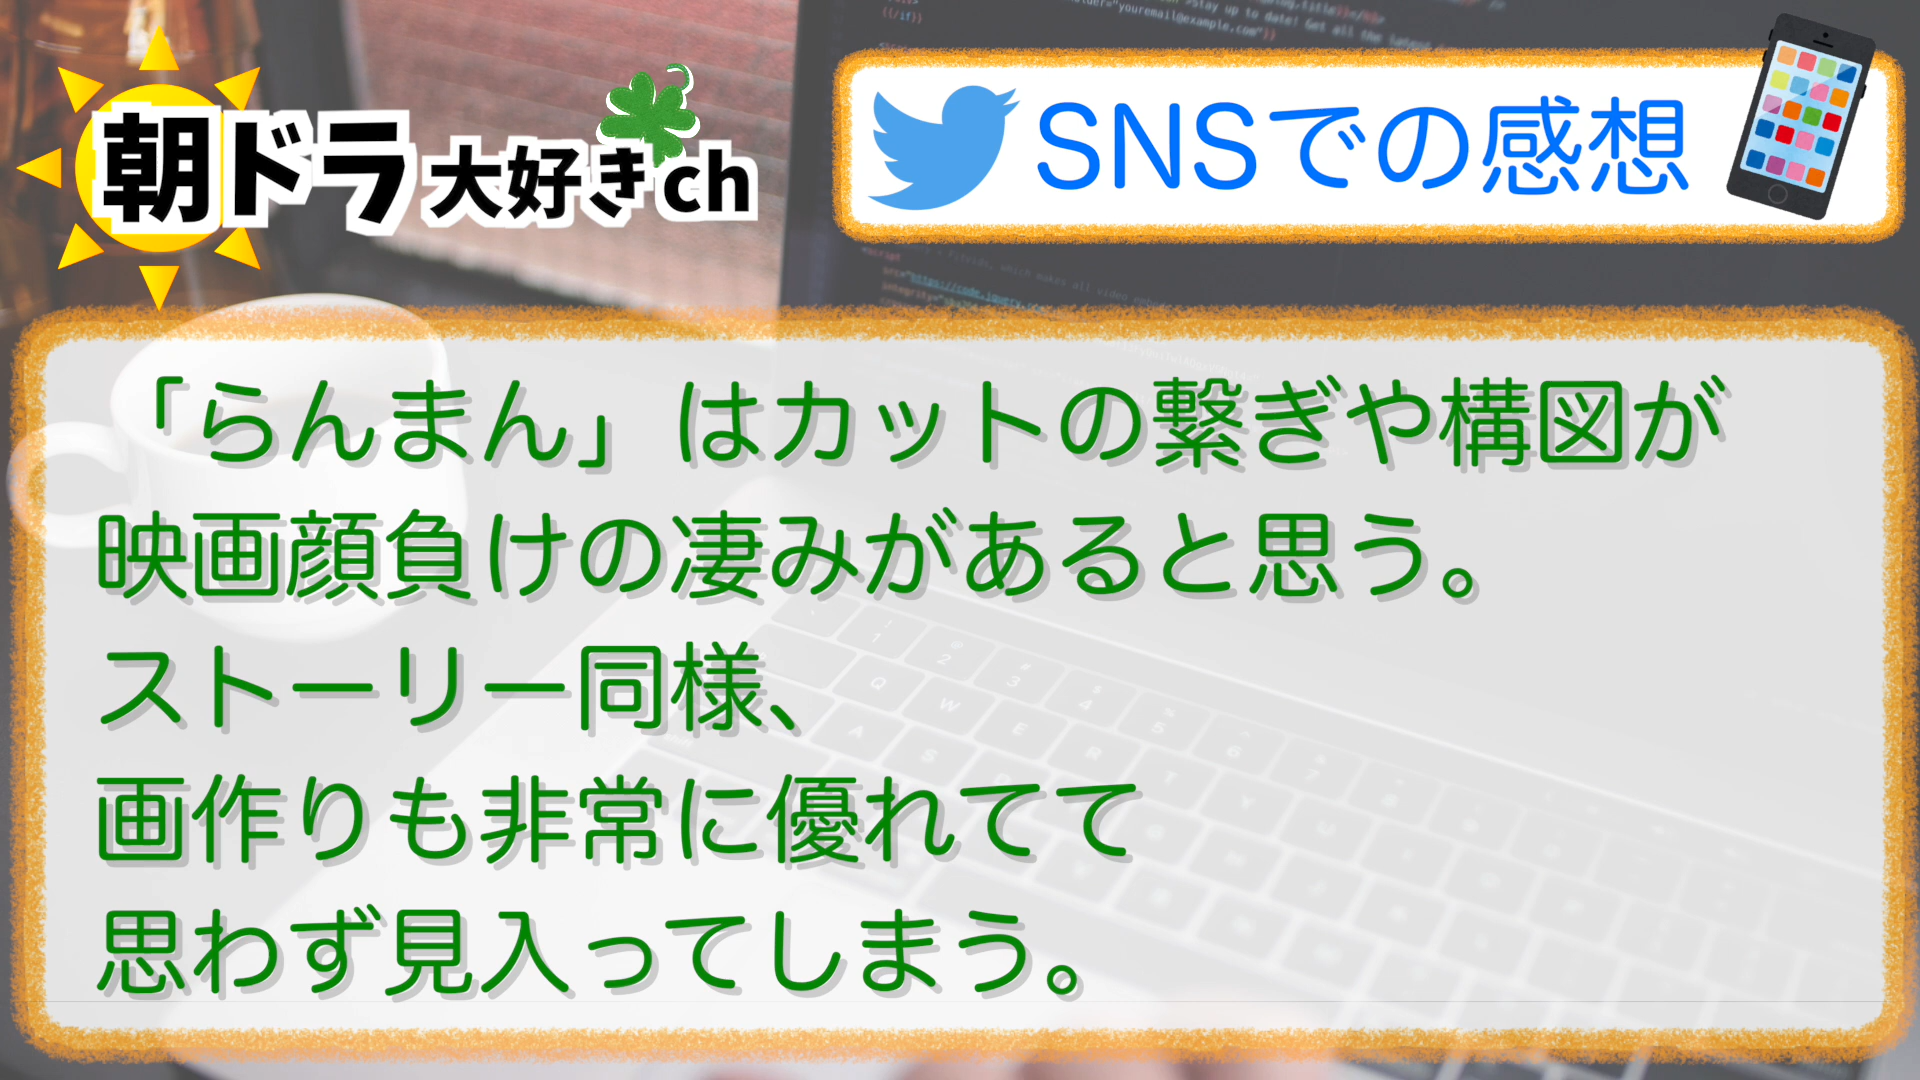 朝ドラ大好きch
SNSでの感想
「らんまん」はカットの繋ぎや構図が
映画顔負けの凄みがあると思う。
ストーリー同様、
画作りも非常に優れてて
思わず見入ってしまう。